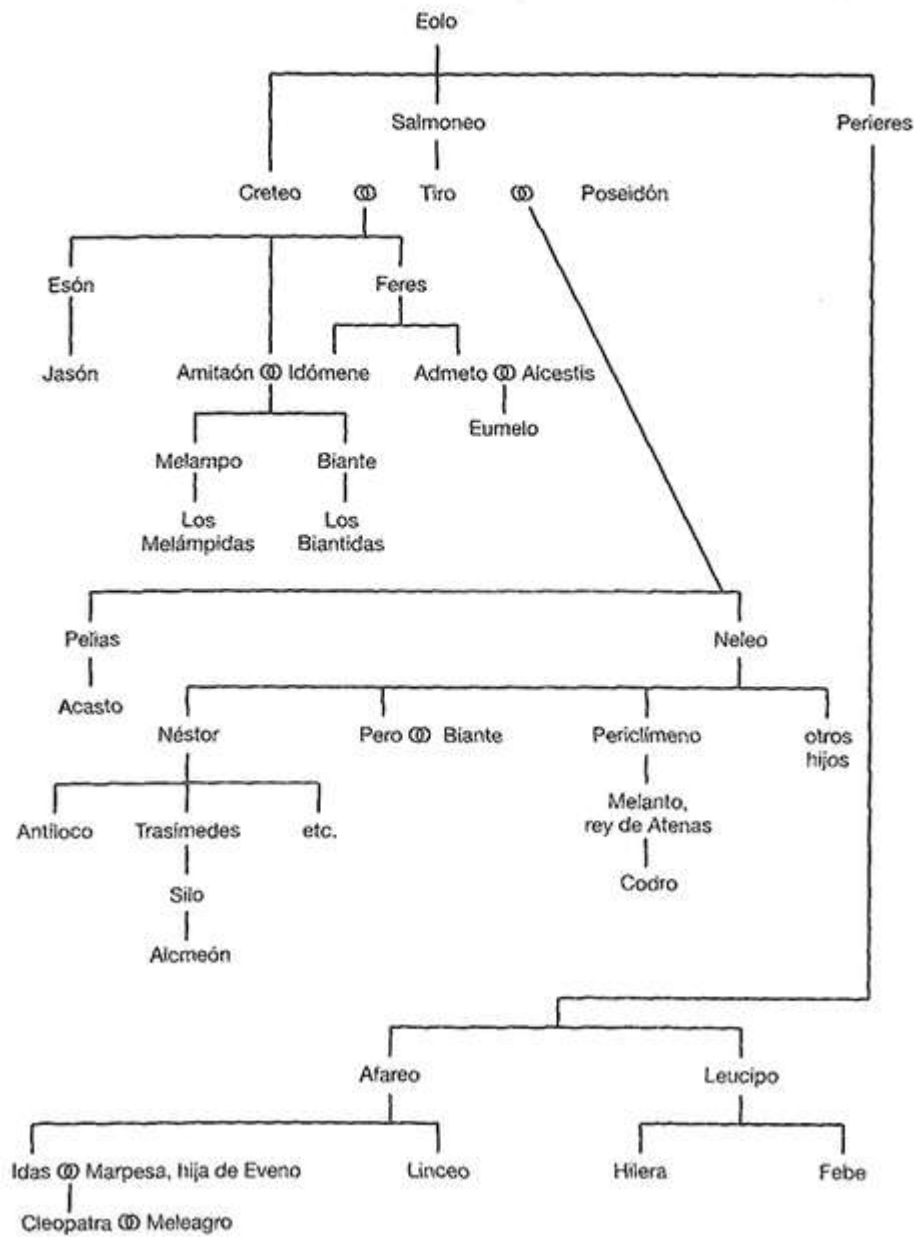 Eolo
Salmoneo Perieres
Creteo Tiro Poseidón
Esón Feres
Jasón Amitaón Idómene Admeto Alcestis
Eumelo
Melampo Biante
Los Los
Melámpidas Biantidas
Pelias Neleo
Acasto
Néstor Pero Biante Periclímeno otros
hijos
Melanto,
rey de Atenas
Antíloco Trasímedes etc.
Codro
Silo
Alcmeón
Afareo Leucipo
Idas Marpesa, hija de Eveno Linceo Hilera Febe
Cleopatra Meleagro